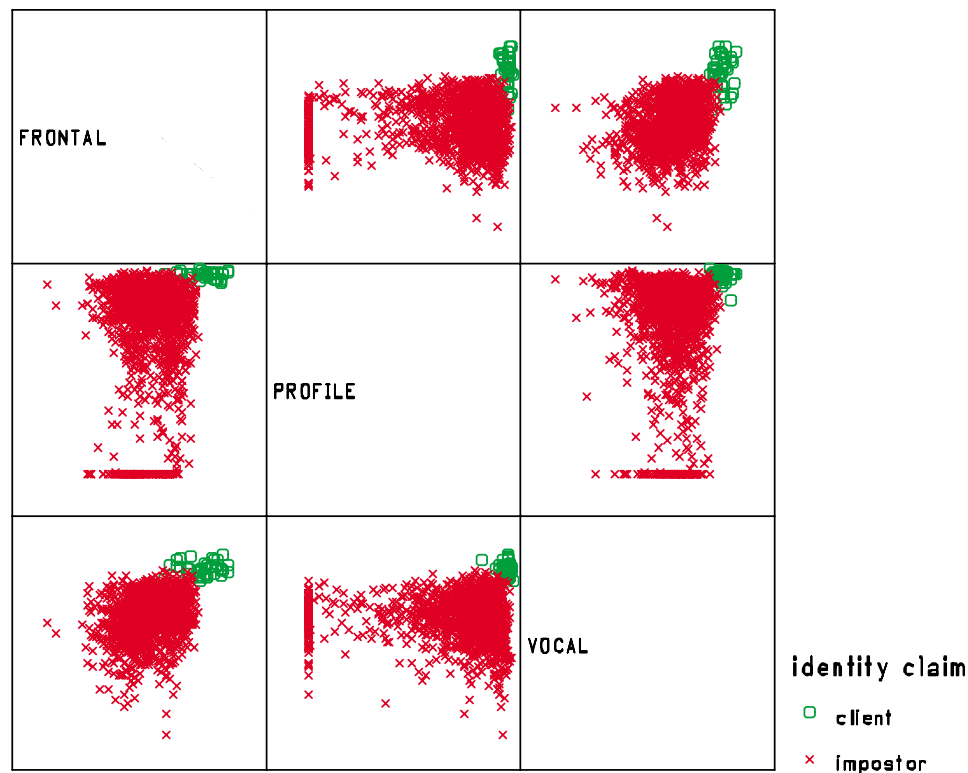 FRONTAL
PROFILE
VOCAL
identity claim
client
impostor